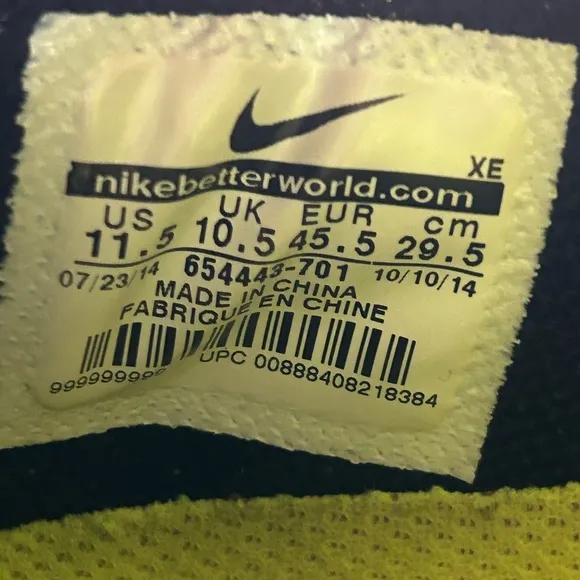 XE
nikebetterworld.com
US UK EUR cm
11.5 10.5 45.5 29.5
07/23/14 654443-701 10/10/14
MADE IN CHINA
FABRIQUE EN CHINE
UPC 00888408218384